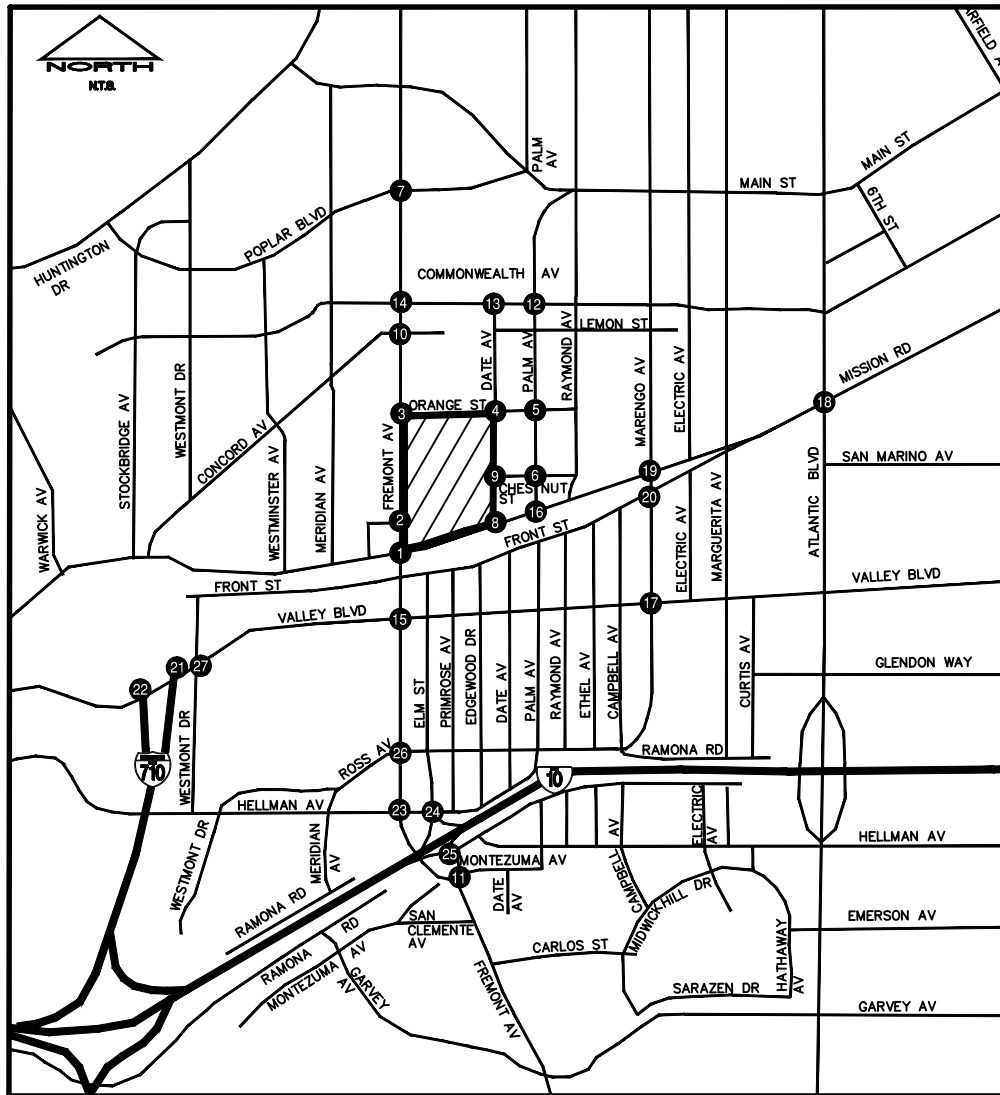 NORTH
N.T.S.
HUNTINGTON
DR
POPLAR BLVD
7
PALM
AV
MAIN ST
MAIN ST
6TH ST
COMMONWEALTH AV
14
13
12
10
LEMON ST
DATE AV
PALM AV
RAYMOND AV
MARENGO AV
ELECTRIC AV
MISSION RD
18
STOCKBRIDGE AV
WESTMONT DR
CONCORD AV
WESTMINSTER AV
MERIDIAN AV
FREMONT AV
WARWICK AV
3
ORANGE ST
4
5
9
6
CHESTNUT
ST
19
20
2
8
16
1
FRONT ST
ELECTRIC AV
MARGUERITA AV
ATLANTIC BLVD
SAN MARINO AV
FRONT ST
VALLEY BLVD
15
17
VALLEY BLVD
21
27
22
710
WESTMONT DR
ELM ST
PRIMROSE AV
EDGEWOOD DR
DATE AV
PALM AV
RAYMOND AV
ETHEL AV
CAMPBELL AV
CURTIS AV
GLENDON WAY
ROSS AV
26
RAMONA RD
10
HELLMAN AV
23
24
WESTMONT DR
MERIDIAN
AV
25
MONTEZUMA AV
11
DATE
AV
CAMPBELL AV
ELECTRIC
AV
HELLMAN AV
RAMONA RD
RAMONA RD
MONTEZUMA AV
SAN
CLEMENTE
AV
GARVEY
AV
CARLOS ST
FREMONT AV
MIDWICKHILL DR
HATHAWAY
AV
EMERSON AV
SARAZEN DR
GARVEY AV